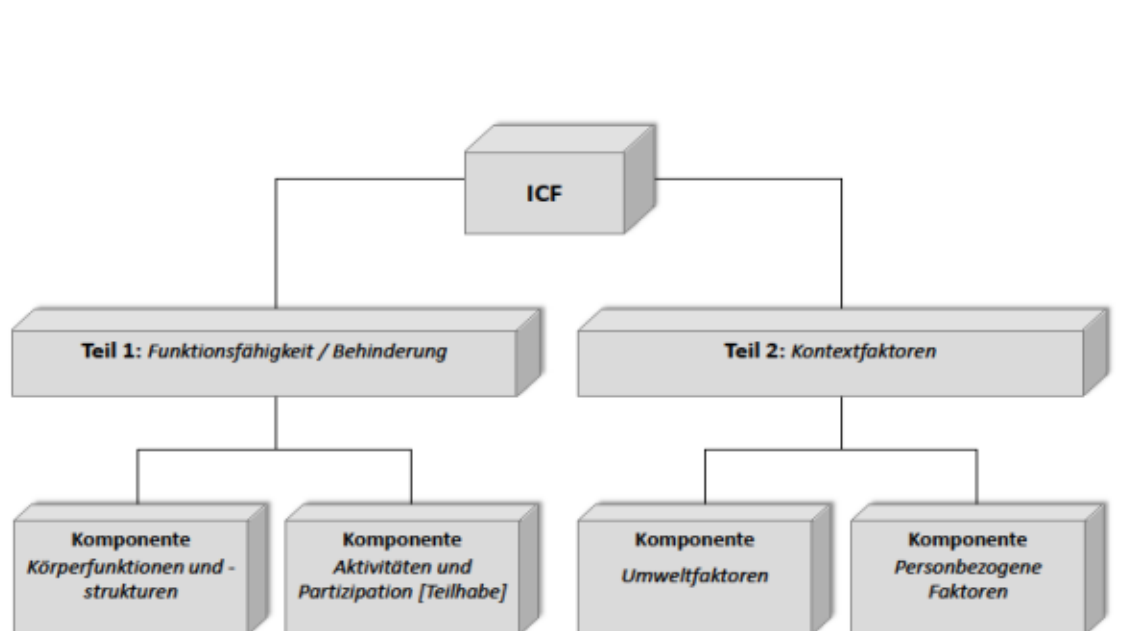 ICF
Teil 1: Funktionsfähigkeit / Behinderung
Teil 2: Kontextfaktoren
Komponente
Körperfunktionen und -
strukturen
Komponente
Aktivitäten und
Partizipation [Teilhabe]
Komponente
Umweltfaktoren
Komponente
Personbezogene
Faktoren